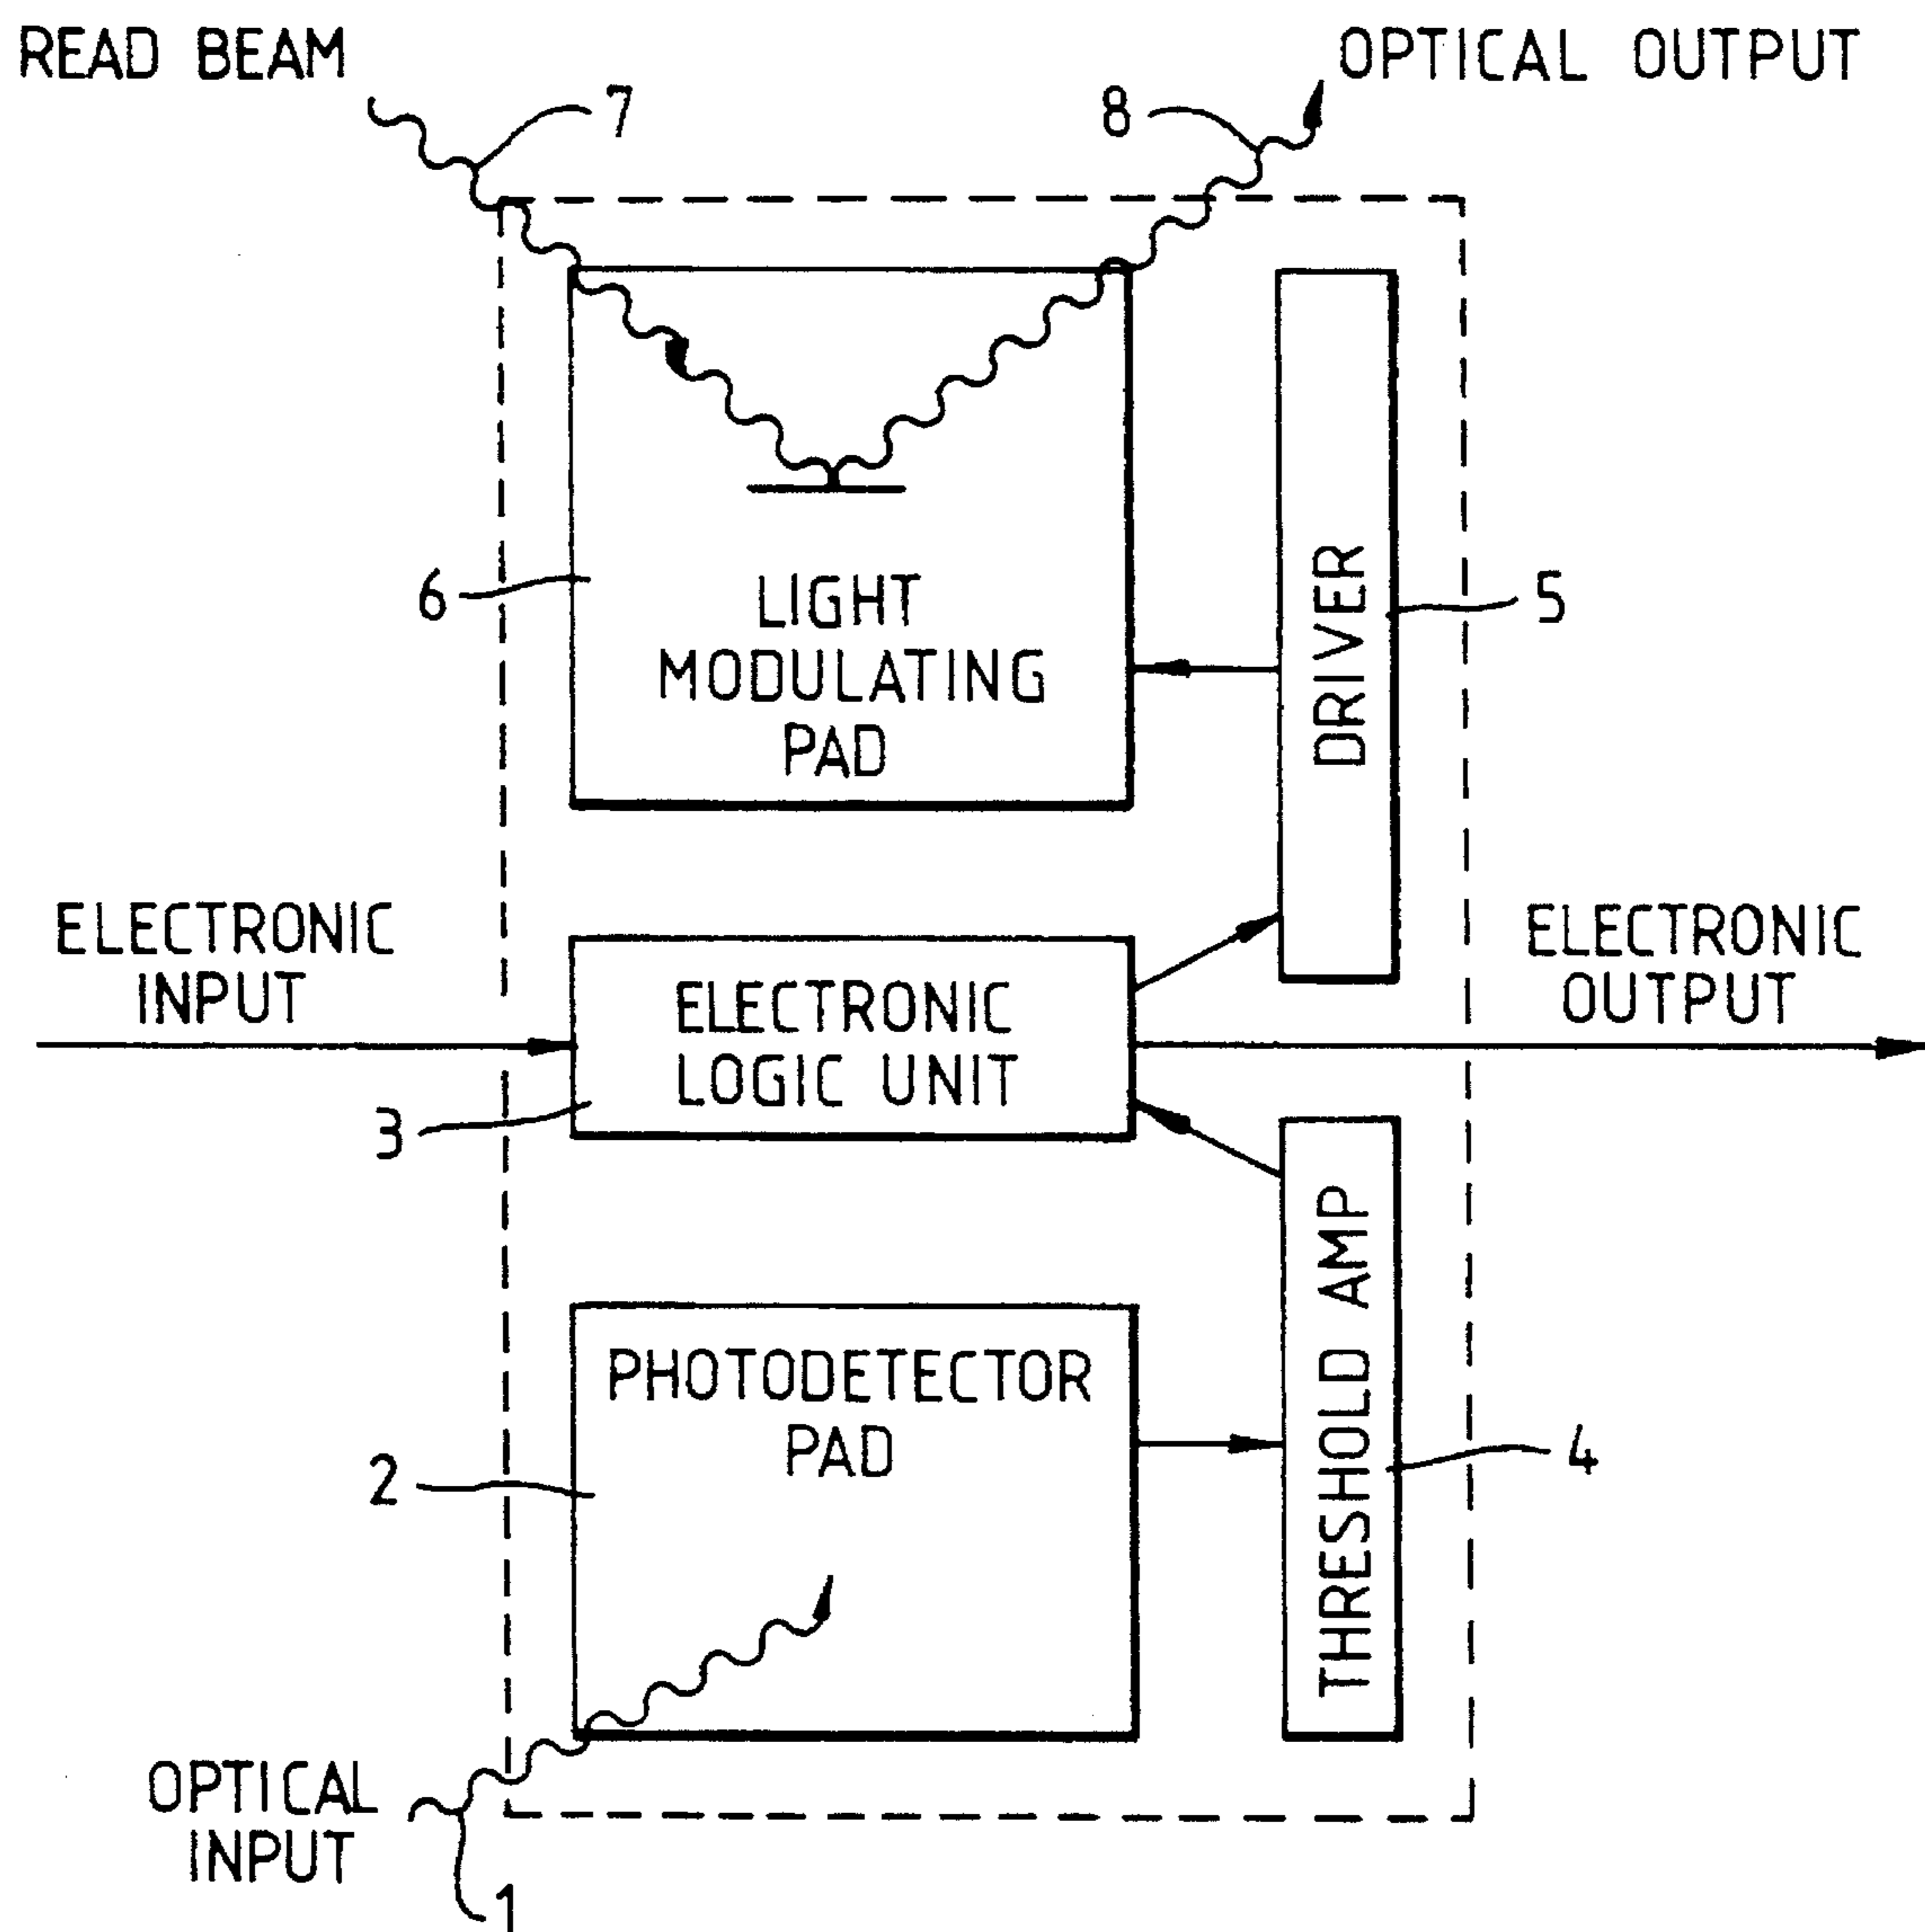 READ BEAM
OPTICAL OUTPUT
7
8
6
LIGHT
MODULATING
PAD
DRIVER
5
ELECTRONIC
INPUT
ELECTRONIC
LOGIC UNIT
ELECTRONIC
OUTPUT
3
PHOTODETECTOR
PAD
2
THRESHOLD AMP
4
OPTICAL
INPUT
1